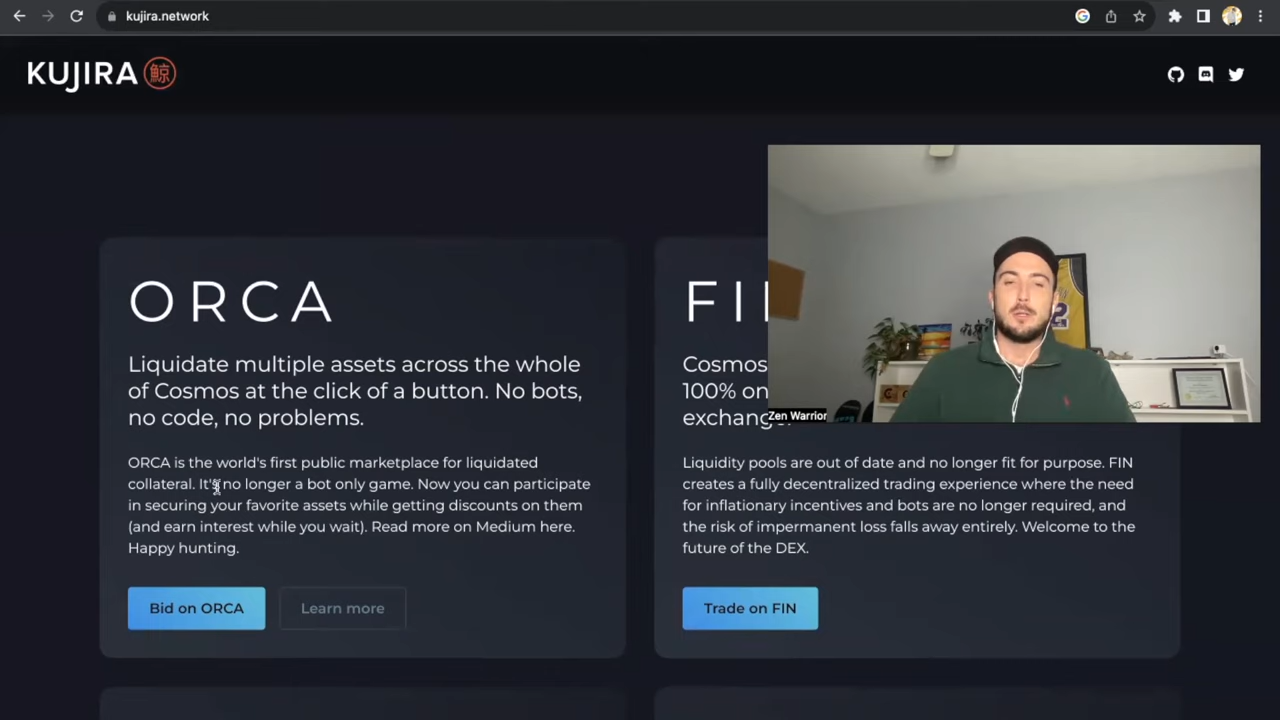 kujira.network
KUJIRA 鯨
ORCA
Liquidate multiple assets across the whole
of Cosmos at the click of a button. No bots,
no code, no problems.
ORCA is the world's first public marketplace for liquidated
collateral. It's no longer a bot only game. Now you can participate
in securing your favorite assets while getting discounts on them
(and earn interest while you wait). Read more on Medium here.
Happy hunting.
Bid on ORCA
Learn more
FI
Cosmos
100% on
exchange.
Liquidity pools are out of date and no longer fit for purpose. FIN
creates a fully decentralized trading experience where the need
for inflationary incentives and bots are no longer required, and
the risk of impermanent loss falls away entirely. Welcome to the
future of the DEX.
Trade on FIN
Zen Warrior